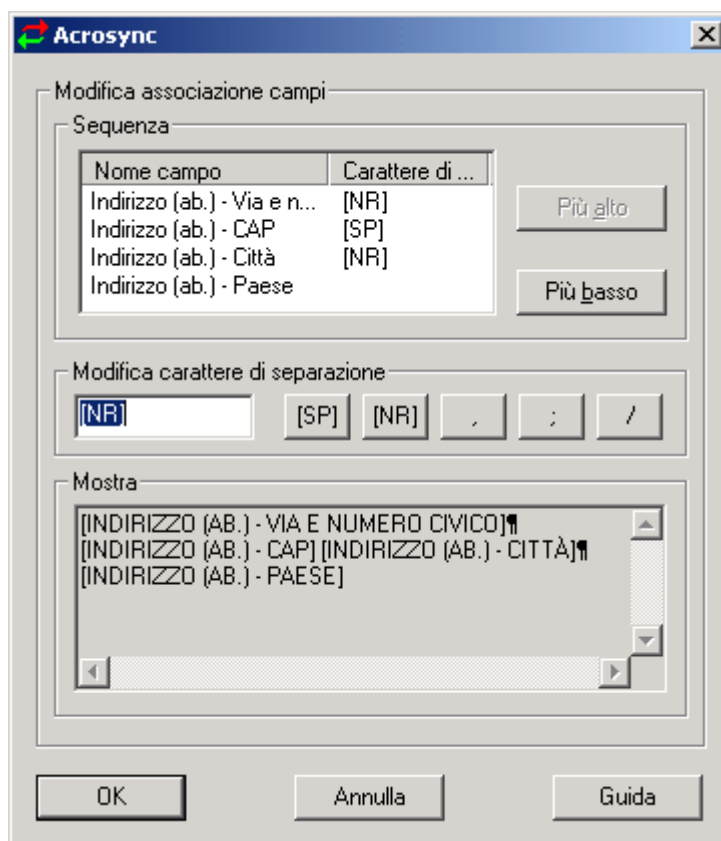 Acrosync
Modifica associazione campi
Sequenza
Nome campo Carattere di ...
Indirizzo (ab.) - Via e n... [NR]
Indirizzo (ab.) - CAP [SP]
Indirizzo (ab.) - Città [NR]
Indirizzo (ab.) - Paese
Più alto
Più basso
Modifica carattere di separazione
[NR] [SP] [NR] , ; /
Mostra
[INDIRIZZO (AB.) - VIA E NUMERO CIVICO]¶
[INDIRIZZO (AB.) - CAP] [INDIRIZZO (AB.) - CITTÀ]¶
[INDIRIZZO (AB.) - PAESE]
OK Annulla Guida